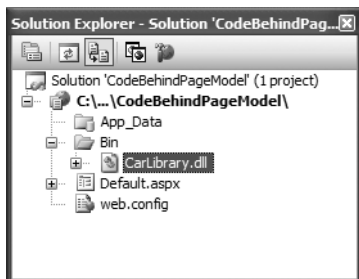 Solution Explorer - Solution 'CodeBehindPag...
Solution 'CodeBehindPageModel' (1 project)
C:\...\CodeBehindPageModel\
App_Data
Bin
CarLibrary.dll
Default.aspx
web.config